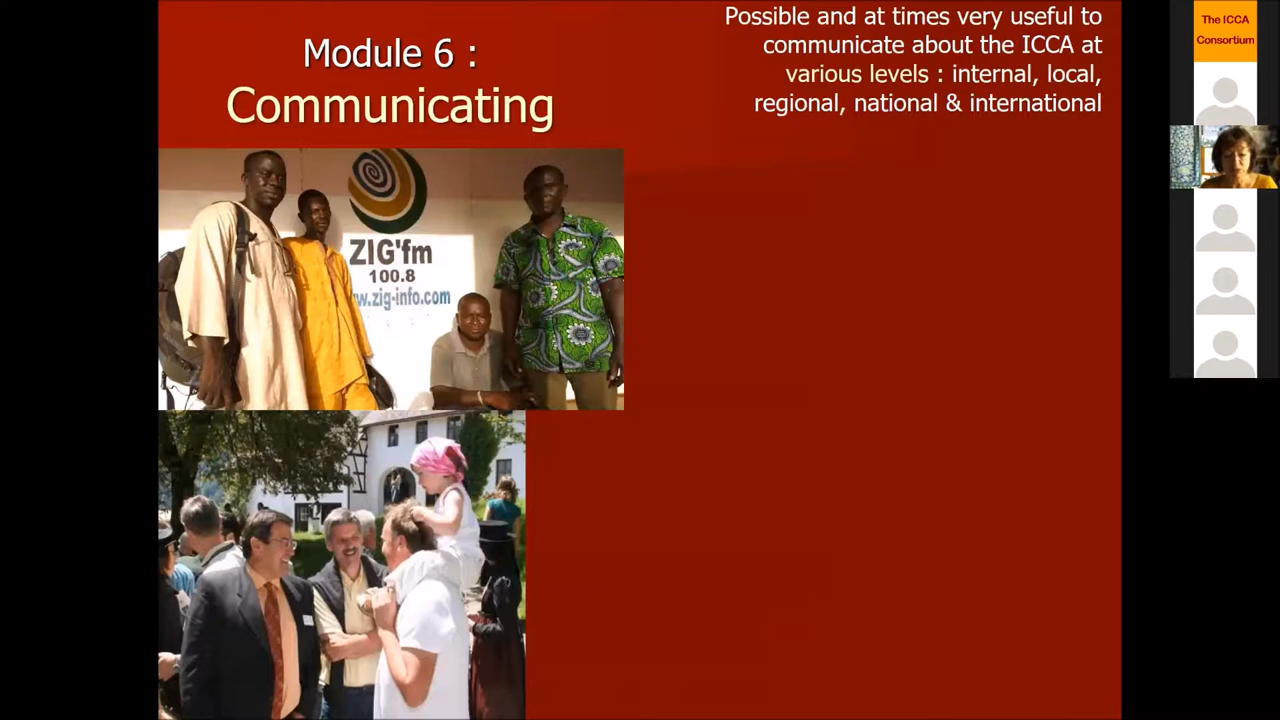 Module 6 :
Communicating
Possible and at times very useful to
communicate about the ICCA at
various levels : internal, local,
regional, national & international
ZIG'fm
100.8
w.zig-info.com
The ICCA
Consortium